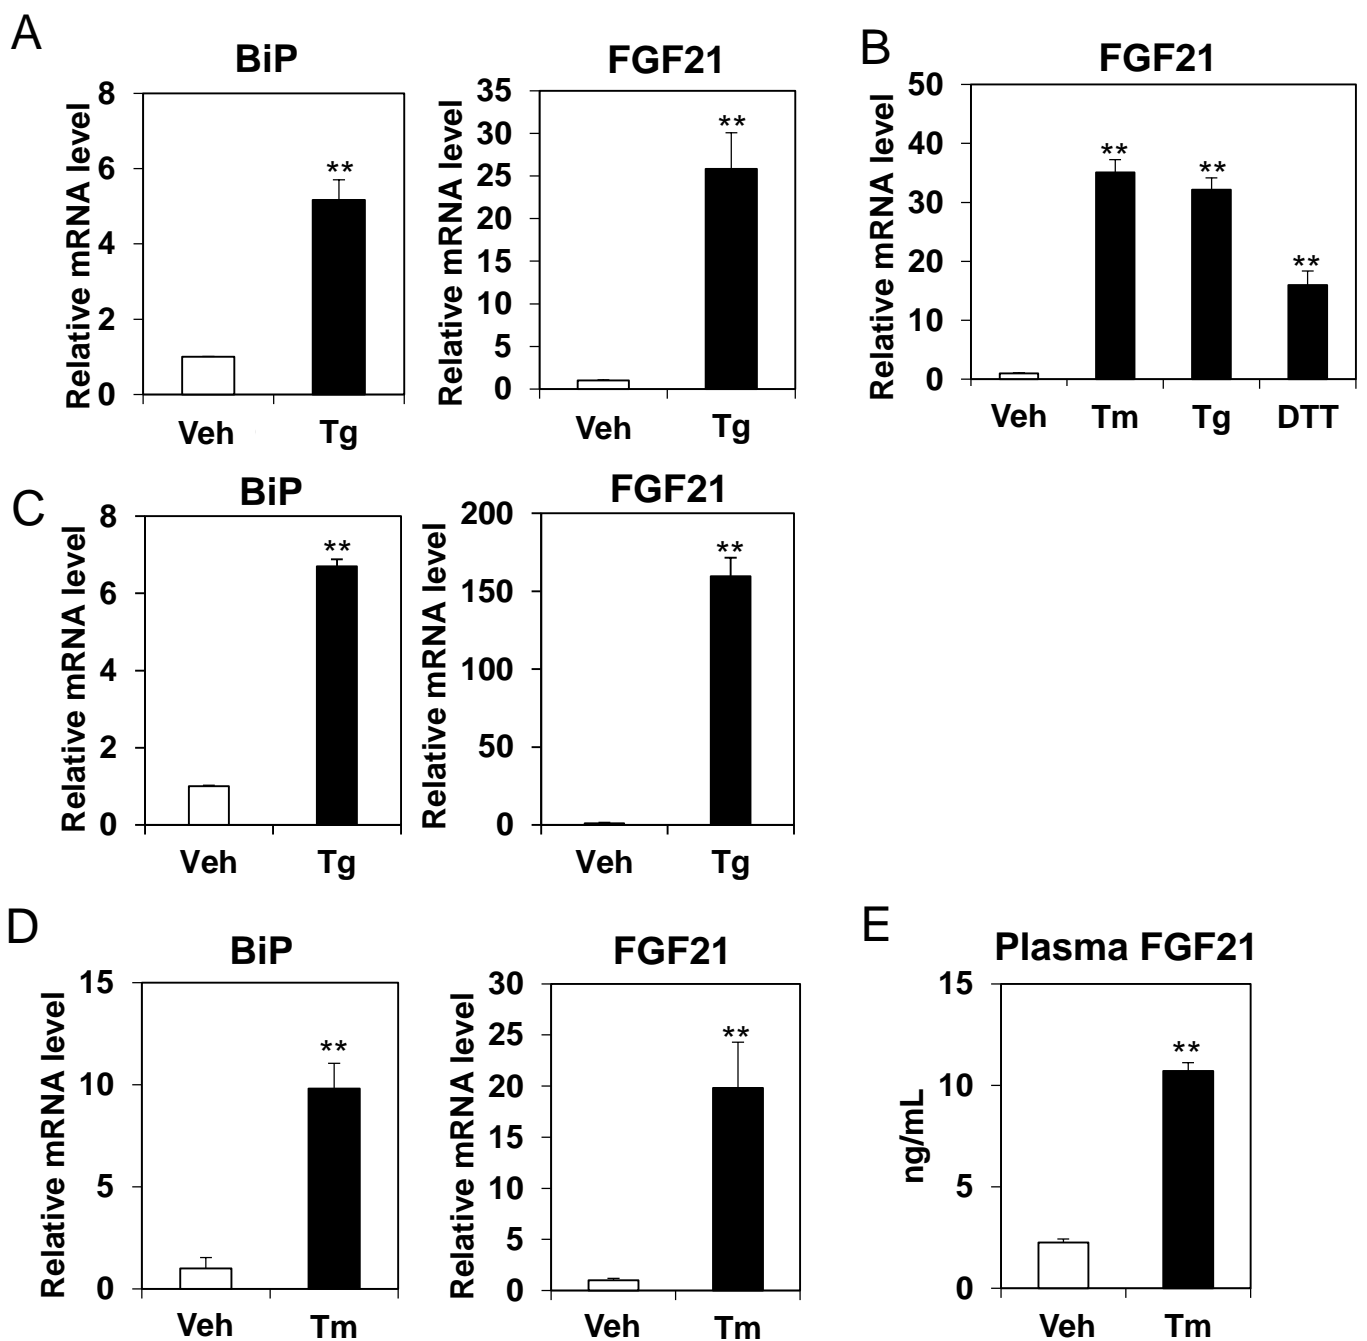 A
BiP
Relative mRNA level
8
6
4
2
0
**
Veh
Tg
FGF21
Relative mRNA level
35
30
25
20
15
10
5
0
**
Veh
Tg
B
FGF21
Relative mRNA level
50
40
30
20
10
0
**
**
**
Veh
Tm
Tg
DTT
C
BiP
Relative mRNA level
8
6
4
2
0
**
Veh
Tg
FGF21
Relative mRNA level
200
150
100
50
0
**
Veh
Tg
D
BiP
Relative mRNA level
15
10
5
0
**
Veh
Tm
FGF21
Relative mRNA level
30
25
20
15
10
5
0
**
Veh
Tm
E
Plasma FGF21
ng/mL
15
10
5
0
**
Veh
Tm